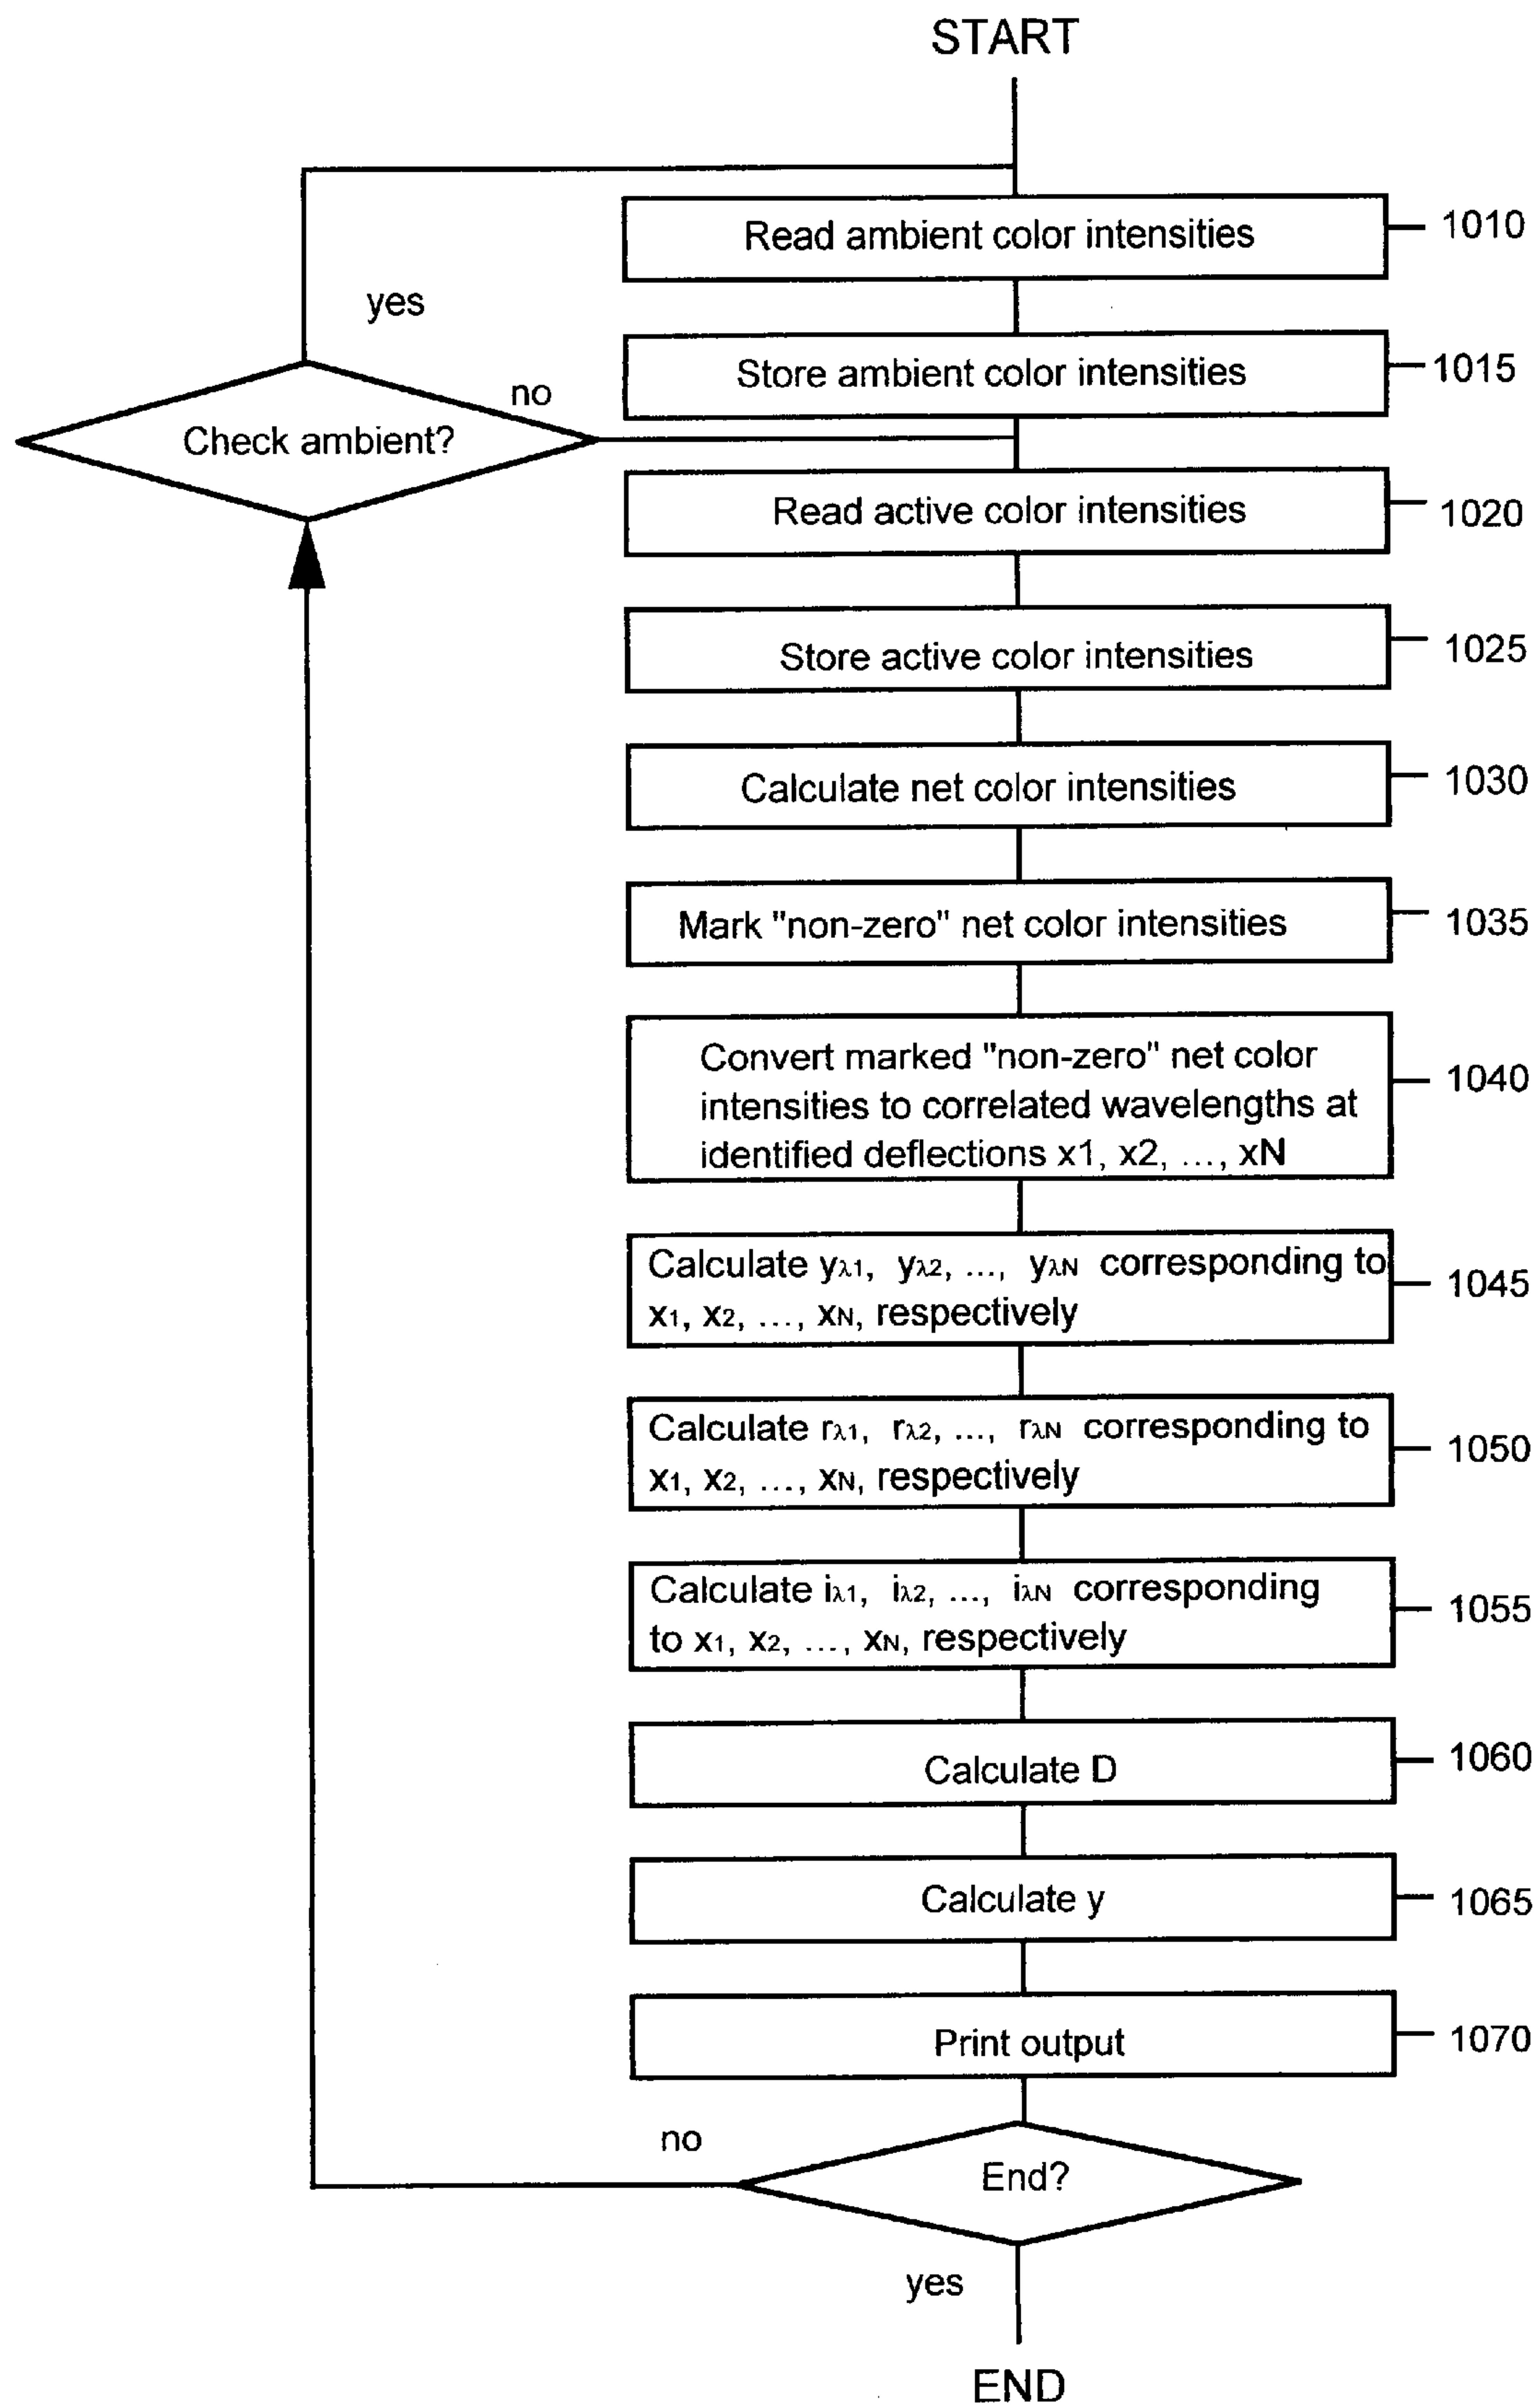 START
Read ambient color intensities
1010
yes
Store ambient color intensities
1015
no
Check ambient?
Read active color intensities
1020
Store active color intensities
1025
Calculate net color intensities
1030
Mark "non-zero" net color intensities
1035
Convert marked "non-zero" net color
intensities to correlated wavelengths at
identified deflections x1, x2, ..., xN
1040
Calculate yλ1, yλ2, ..., yλN corresponding to
x1, x2, ..., xN, respectively
1045
Calculate rλ1, rλ2, ..., rλN corresponding to
x1, x2, ..., xN, respectively
1050
Calculate iλ1, iλ2, ..., iλN corresponding
to x1, x2, ..., xN, respectively
1055
Calculate D
1060
Calculate y
1065
Print output
1070
no
End?
yes
END